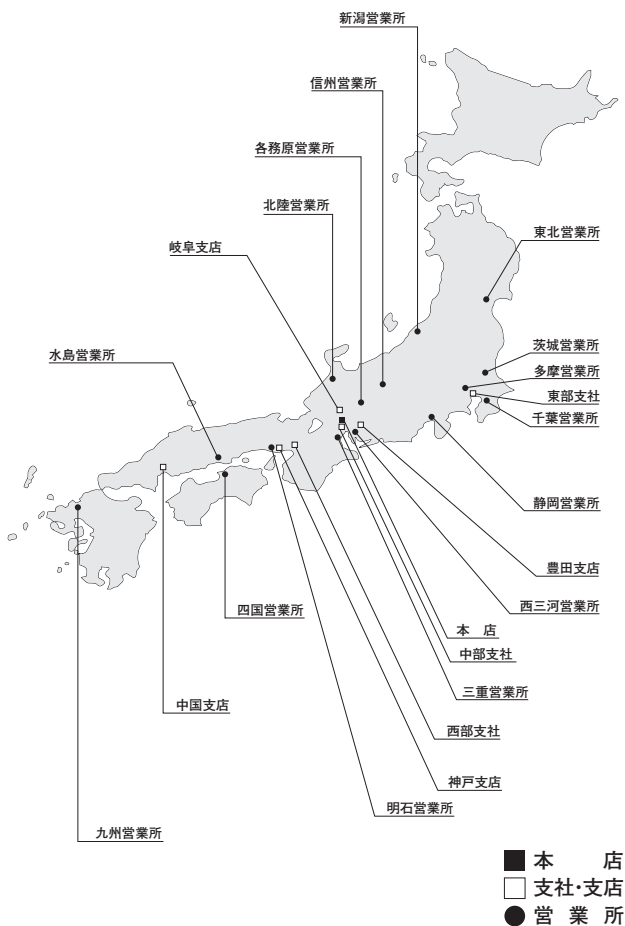 新潟営業所
信州営業所
各務原営業所
北陸営業所
東北営業所
岐阜支店
茨城営業所
水島営業所
多摩営業所
東部支社
千葉営業所
静岡営業所
豊田支店
西三河営業所
四国営業所
本　店
中部支社
三重営業所
中国支店
西部支社
神戸支店
明石営業所
九州営業所
本　店
支社・支店
営 業 所